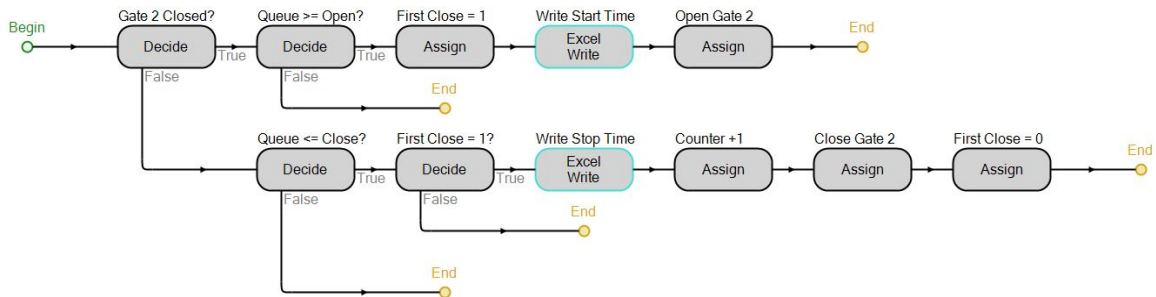 Gate 2 Closed?
Queue >= Open?
First Close = 1
Write Start Time
Open Gate 2
Begin
End
Decide
Decide
Assign
Excel
Write
Assign
True
True
False
False
End
Queue <= Close?
First Close = 1?
Write Stop Time
Counter +1
Close Gate 2
First Close = 0
End
Decide
Decide
Excel
Write
Assign
Assign
Assign
True
True
False
False
End
End